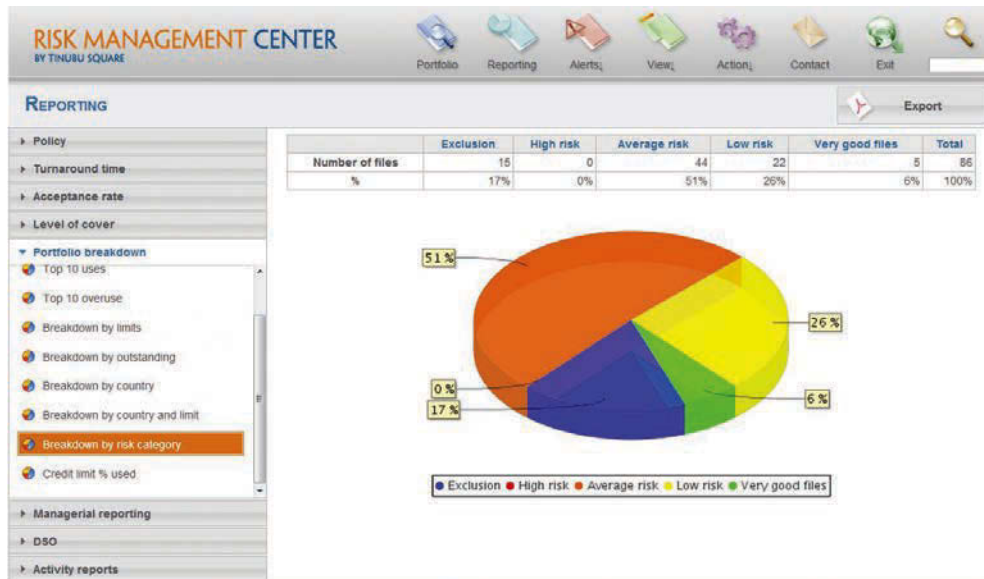 RISK MANAGEMENT CENTER
BY TINUBU SQUARE
Portfolio Reporting Alerts View Action Contact Exit
REPORTING
Export
Policy
Turnaround time
Acceptance rate
Level of cover
Portfolio breakdown
Top 10 uses
Top 10 overuse
Breakdown by limits
Breakdown by outstanding
Breakdown by country
Breakdown by country and limit
Breakdown by risk category
Credit limit % used
Managerial reporting
DSO
Activity reports
Exclusion High risk Average risk Low risk Very good files Total
Number of files 15 0 44 22 5 86
% 17% 0% 51% 26% 6% 100%
51 %
26 %
0 %
17 %
6 %
Exclusion High risk Average risk Low risk Very good files